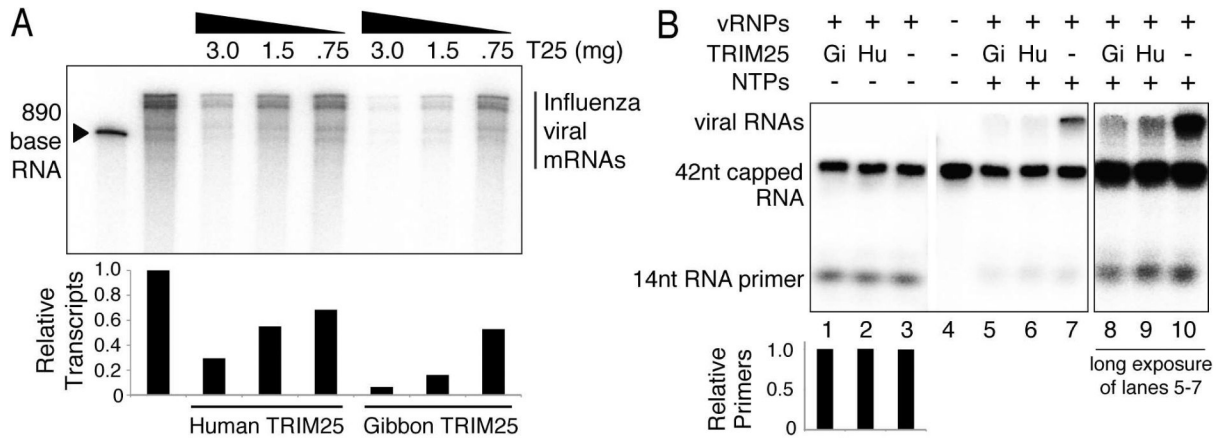 A
3.0 1.5 .75 3.0 1.5 .75 T25 (mg)
890
base
RNA
Influenza
viral
mRNAs
Relative
Transcripts
1.0
0.8
0.6
0.4
0.2
0
Human TRIM25 Gibbon TRIM25
B
vRNPs + + + - + + + + + +
TRIM25 Gi Hu - Gi Hu - Gi Hu -
NTPs - - - + + + + + + +
viral RNAs
42nt capped
RNA
14nt RNA primer
1 2 3 4 5 6 7 8 9 10
long exposure
of lanes 5-7
Relative
Primers
1.0
0.5
0